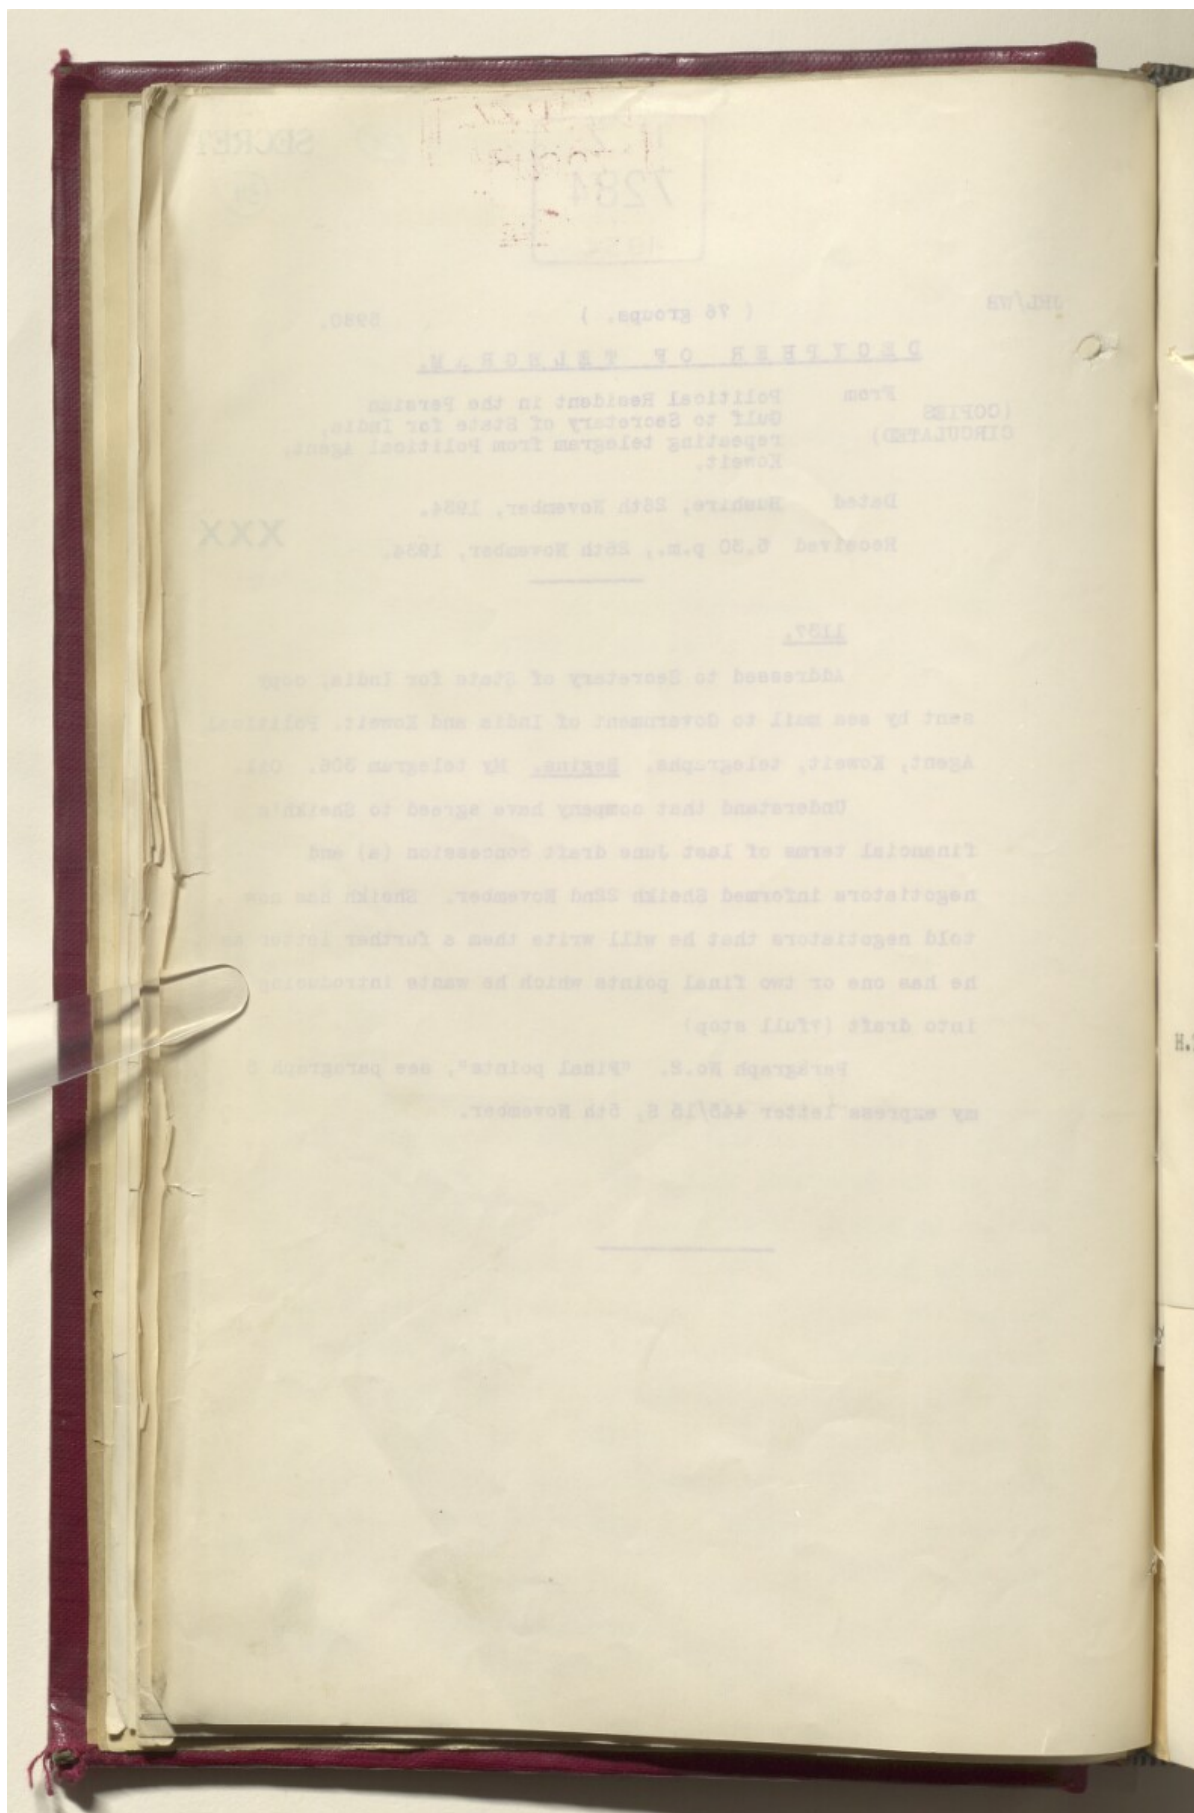 SECRET
7284
JHL/WH ( 76 groups. ) 5980.
DECYPHER OF TELEGRAM.
From Political Resident in the Persian
(COPIES Gulf to Secretary of State for India,
CIRCULATED) repeating telegram from Political Agent,
Koweit.
Dated Bushire, 26th November, 1934.
XXX
Received 5.30 p.m., 26th November, 1934.
1137.
Addressed to Secretary of State for India, copy
sent by sea mail to Government of India and Koweit. Political
Agent, Koweit, telegraphs. Begins. My telegram 306. Oil.
Understand that company have agreed to Sheikh's
financial terms of last June draft concession (a) and
negotiators informed Sheikh 22nd November. Sheikh has now
told negotiators that he will write them a further letter as
he has one or two final points which he wants introducing
into draft (?full stop)
Paragraph No.2. "Final points", see paragraph 5
my express letter 445/15 S, 5th November.
H.